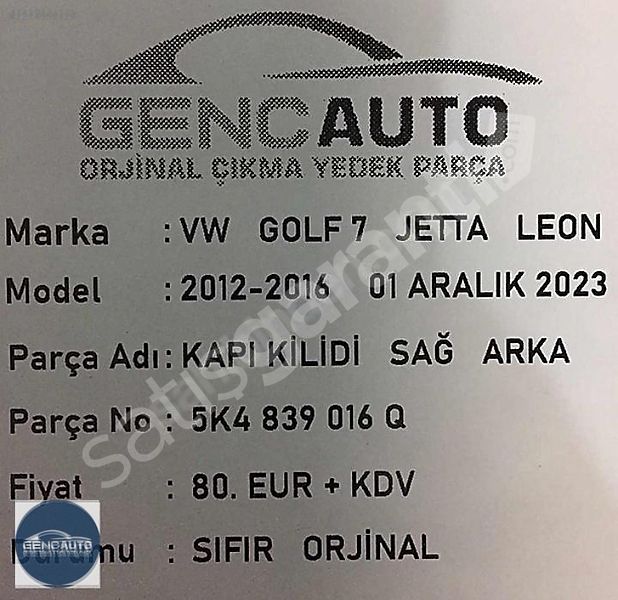 GENCAUTO
ORJİNAL ÇIKMA YEDEK PARÇA
Marka : VW GOLF 7 JETTA LEON
Model : 2012-2016 01 ARALIK 2023
Parça Adı : KAPI KİLİDİ SAĞ ARKA
Parça No : 5K4 839 016 Q
Fiyat : 80. EUR + KDV
Durumu : SIFIR ORJİNAL
GENCAUTO
satışgaranti